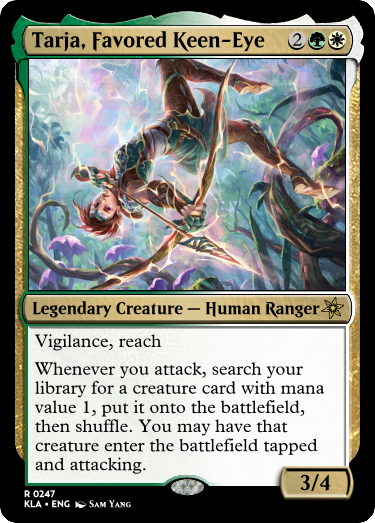 Tarja, Favored Keen-Eye 2
Legendary Creature — Human Ranger
Vigilance, reach
Whenever you attack, search your
library for a creature card with mana
value 1, put it onto the battlefield,
then shuffle. You may have that
creature enter the battlefield tapped
and attacking.
3/4
R 0247
KLA • ENG SAM YANG